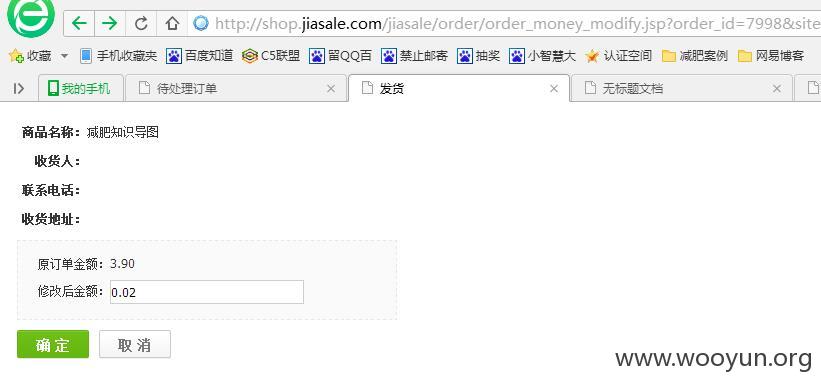 http://shop.jiasale.com/jiasale/order/order_money_modify.jsp?order_id=7998&site
收藏 手机收藏夹 百度知道 C5联盟 留QQ百 禁止邮寄 抽奖 小智慧大 认证空间 减肥案例 网易博客
我的手机 待处理订单 发货 无标题文档
商品名称：减肥知识导图
收货人：
联系电话：
收货地址：
原订单金额：3.90
修改后金额：0.02
确 定 取 消
www.wooyun.org